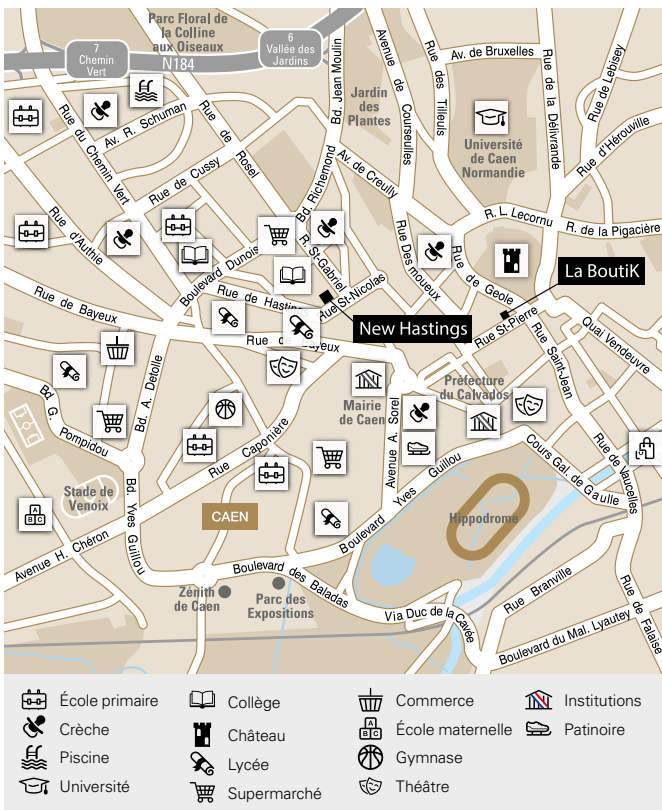 Parc Floral de
la Colline
aux Oiseaux
7
Chemin
Vert
N184
6
Vallée des
Jardins
Bd. Jean Moulin
Avenue de Courseulles
Rue des Tilleuls
Av. de Bruxelles
Rue de la Délivrande
Rue de Lebisey
Rue d'Hérouville
Jardin
des
Plantes
Université
de Caen
Normandie
Rue du Chemin Vert
Av. R. Schuman
Rue de Rosel
Rue de Cussy
Bd. Richemond
Av. de Creully
R. L. Lecornu
R. de la Pigacière
Rue d'Authie
Boulevard Dunois
R. St-Gabriel
Rue St-Nicolas
Rue Des moueux
Rue de Geole
La BoutiK
Rue de Bayeux
Rue de Hastings
New Hastings
Rue de Bayeux
Rue St-Pierre
Quai Vendeuvre
Rue Saint-Jean
Bd. A. Detolle
Bd. G. Pompidou
Mairie
de Caen
Préfecture
du Calvados
Avenue A. Sorel
Rue Caponière
Stade de
Venoix
Bd. Yves Guillou
CAEN
Boulevard Yves Guillou
Hippodrome
Cours Gal. de Gaulle
Rue de Vaucelles
A
B C
Avenue H. Chéron
Zénith
de Caen
Boulevard des Baladas
Parc des
Expositions
Via Duc de la Cavée
Rue Branville
Rue de Falaise
Boulevard du Mal. Lyautey
École primaire
Crèche
Piscine
Université
Collège
Château
Lycée
Supermarché
Commerce
A
B C
École maternelle
Gymnase
Théâtre
Institutions
Patinoire